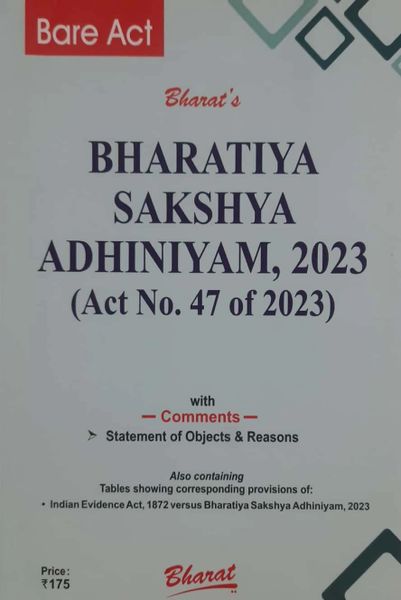 Bare Act
Bharat's
BHARATIYA
SAKSHYA
ADHINIYAM, 2023
(Act No. 47 of 2023)
with
— Comments —
➢ Statement of Objects & Reasons
Also containing
Tables showing corresponding provisions of:
• Indian Evidence Act, 1872 versus Bharatiya Sakshya Adhiniyam, 2023
Price:
₹175
Bharat